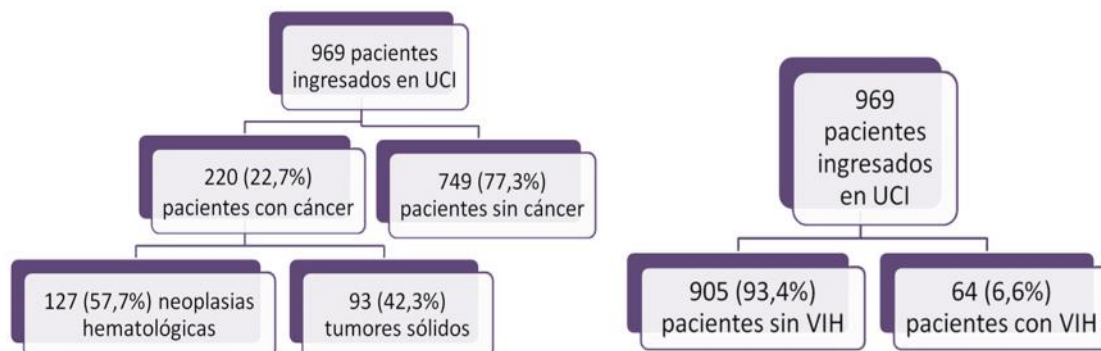 969 pacientes
ingresados en UCI
220 (22,7%)
pacientes con cáncer
749 (77,3%)
pacientes sin cáncer
127 (57,7%) neoplasias
hematológicas
93 (42,3%)
tumores sólidos
969
pacientes
ingresados
en UCI
905 (93,4%)
pacientes sin VIH
64 (6,6%)
pacientes con VIH